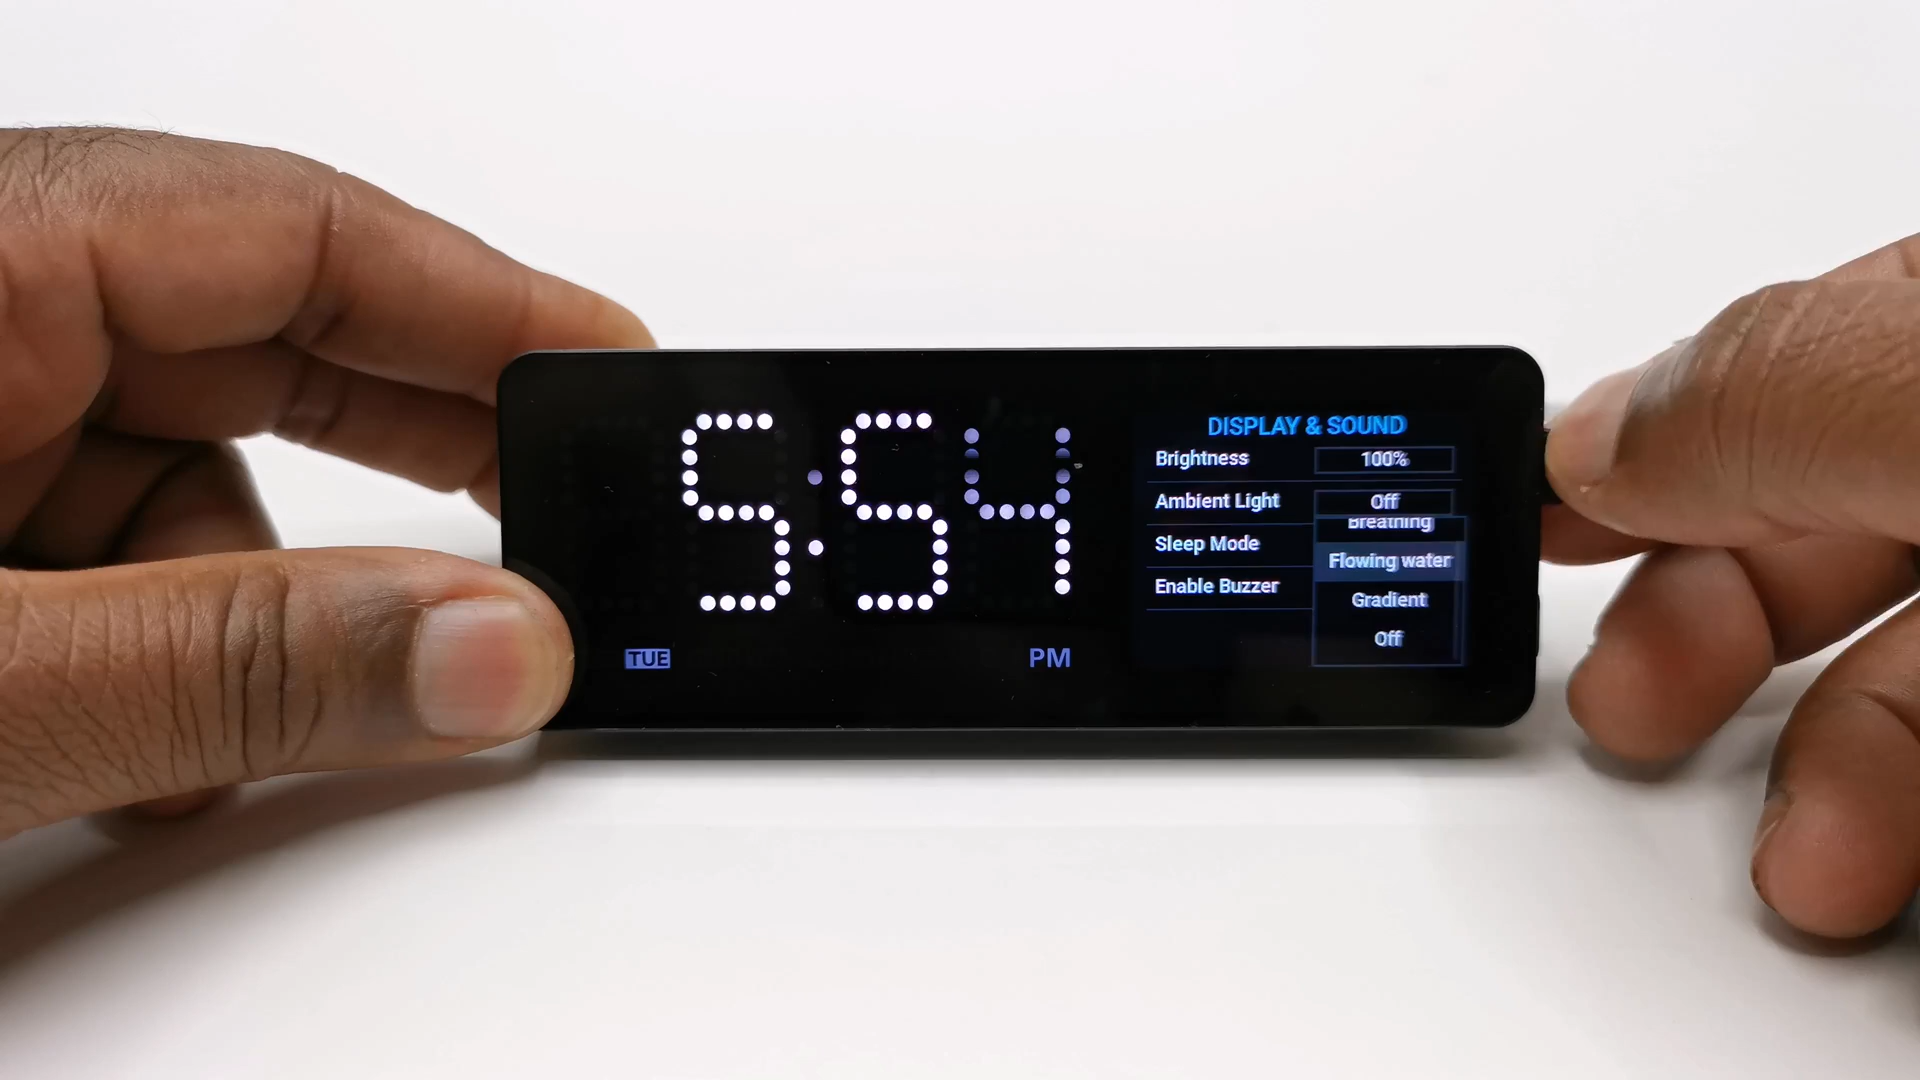 5:54
TUE
PM
DISPLAY & SOUND
Brightness 100%
Ambient Light Off
Breathing
Sleep Mode
Flowing water
Enable Buzzer
Gradient
Off